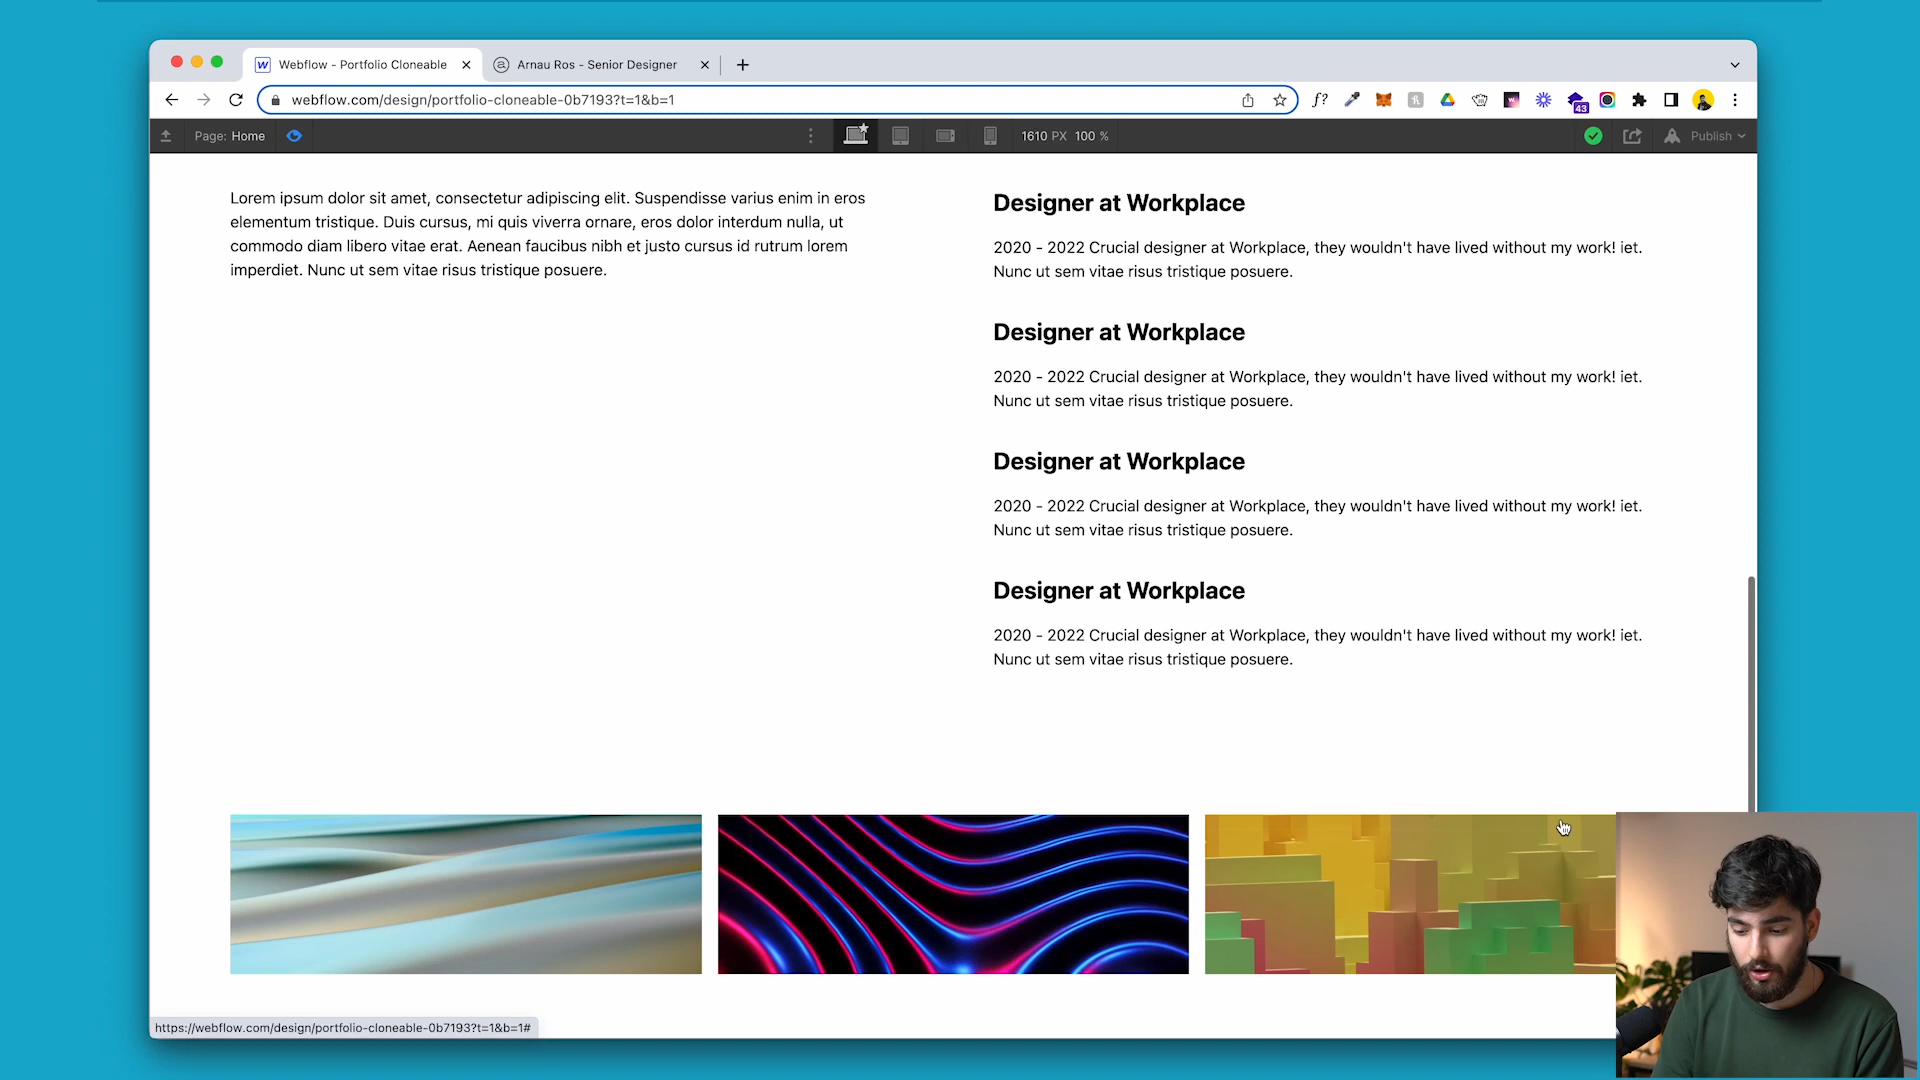 Webflow - Portfolio Cloneable
Arnau Ros - Senior Designer
webflow.com/design/portfolio-cloneable-0b7193?t=1&b=1
f?
43
Page: Home
1610 PX 100 %
Publish
Lorem ipsum dolor sit amet, consectetur adipiscing elit. Suspendisse varius enim in eros
elementum tristique. Duis cursus, mi quis viverra ornare, eros dolor interdum nulla, ut
commodo diam libero vitae erat. Aenean faucibus nibh et justo cursus id rutrum lorem
imperdiet. Nunc ut sem vitae risus tristique posuere.
Designer at Workplace
2020 - 2022 Crucial designer at Workplace, they wouldn't have lived without my work! iet.
Nunc ut sem vitae risus tristique posuere.
Designer at Workplace
2020 - 2022 Crucial designer at Workplace, they wouldn't have lived without my work! iet.
Nunc ut sem vitae risus tristique posuere.
Designer at Workplace
2020 - 2022 Crucial designer at Workplace, they wouldn't have lived without my work! iet.
Nunc ut sem vitae risus tristique posuere.
Designer at Workplace
2020 - 2022 Crucial designer at Workplace, they wouldn't have lived without my work! iet.
Nunc ut sem vitae risus tristique posuere.
https://webflow.com/design/portfolio-cloneable-0b7193?t=1&b=1#